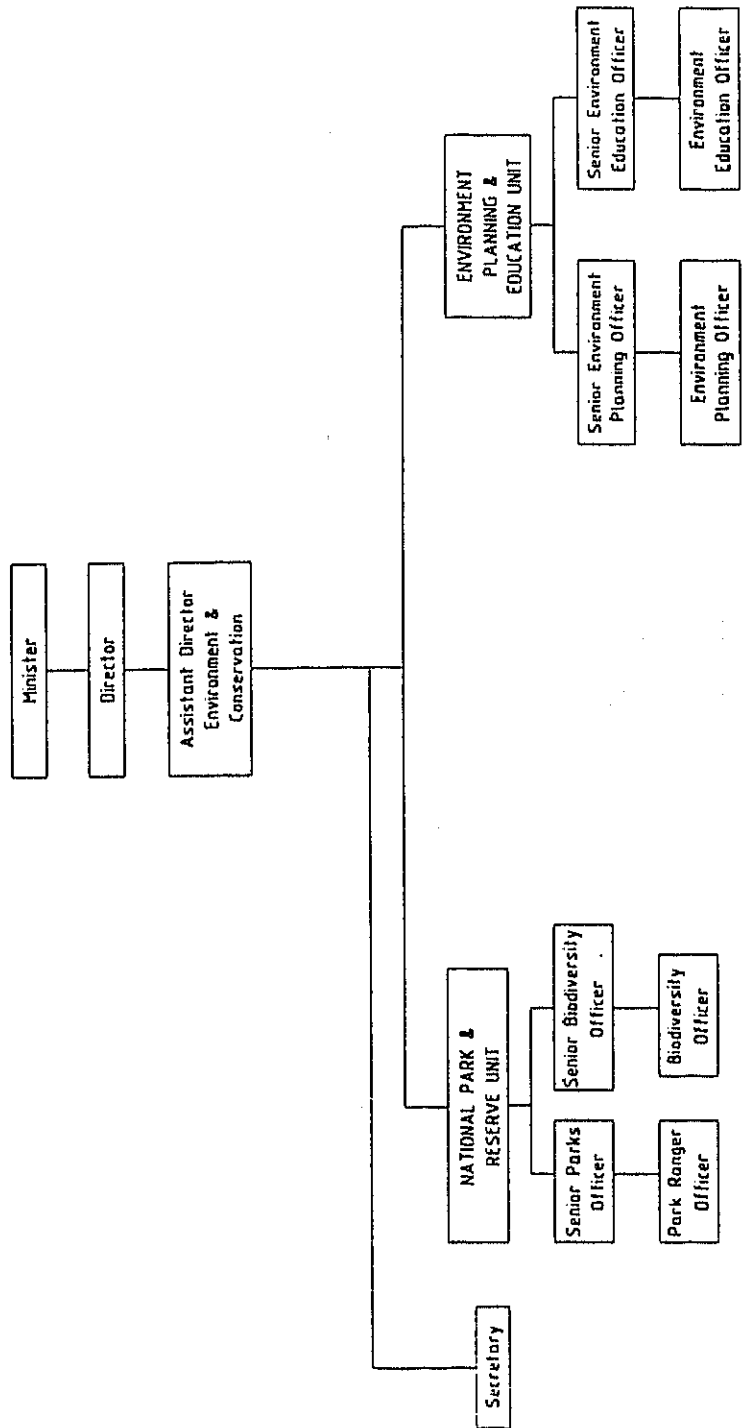 Minister
Director
Assistant Director
Environment &
Conservation
Secretary
NATIONAL PARK &
RESERVE UNIT
Senior Parks
Officer
Park Ranger
Officer
Senior Biodiversity
Officer
Biodiversity
Officer
ENVIRONMENT
PLANNING &
EDUCATION UNIT
Senior Environment
Planning Officer
Environment
Planning Officer
Senior Environment
Education Officer
Environment
Education Officer